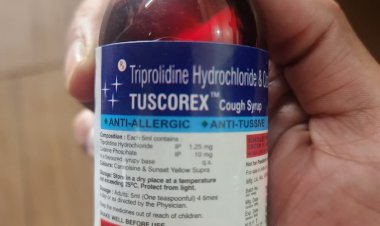 Triprolidine Hydrochloride & Co
TUSCOREX™ Cough Syrup
ANTI-ALLERGIC ANTI-TUSSIVE
Composition : Each 5ml contains :
Triprolidine Hydrochloride IP 1.25 mg
Codeine Phosphate IP 10 mg
In a flavoured syrupy base q.s.
Colours: Carmoisine & Sunset Yellow Supra
Storage: Store in a dry place at a temperature
not exceeding 25°C. Protect from light.
Dosage : Adults: 5ml (One teaspoonful) 4 times
a day or as directed by the Physician.
Keep the medicines out of reach of children.
SHAKE WELL BEFORE USE